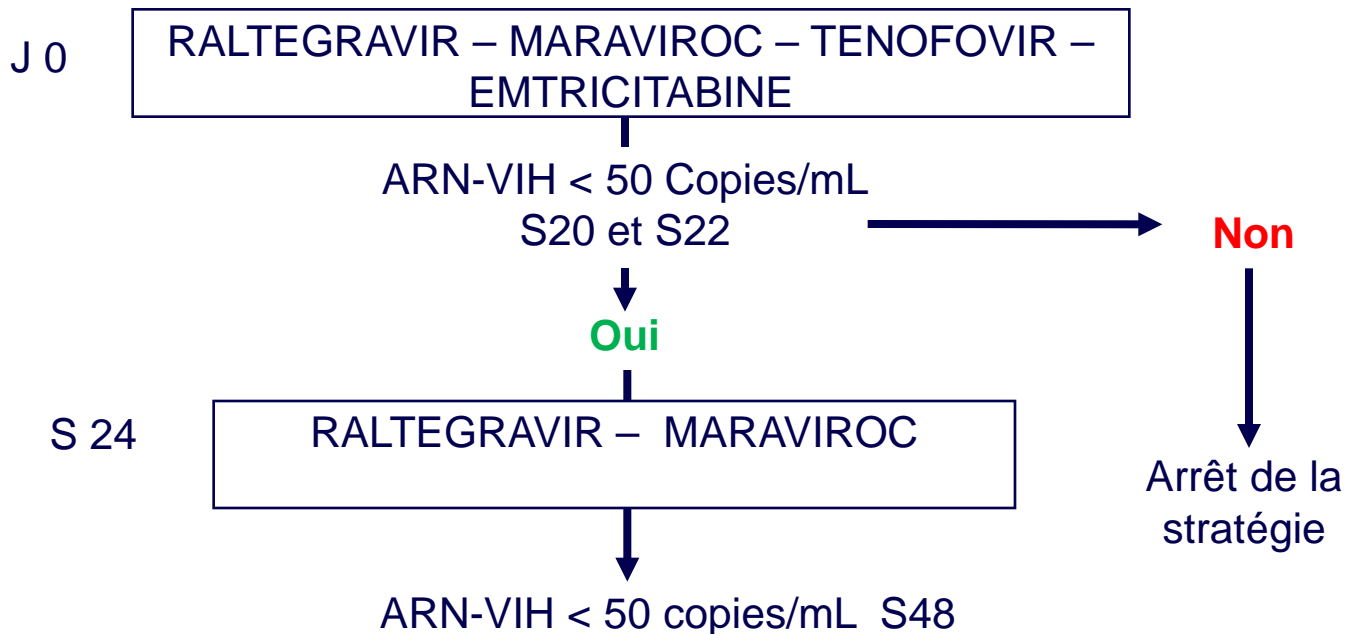 J 0
RALTEGRAVIR – MARAVIROC – TENOFOVIR –
EMTRICITABINE
ARN-VIH < 50 Copies/mL
S20 et S22
Non
Oui
S 24
RALTEGRAVIR – MARAVIROC
Arrêt de la
stratégie
ARN-VIH < 50 copies/mL S48